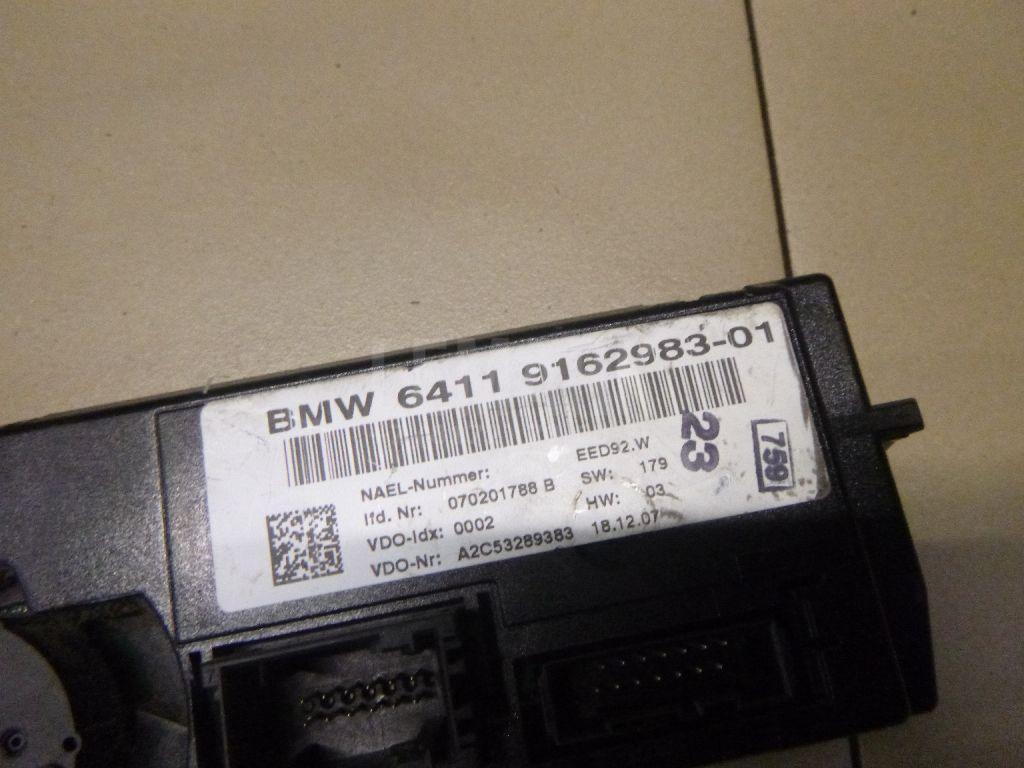 BMW 6411 9162983-01
NAEL-Nummer: EED92.W
lfd. Nr: 070201788 B SW: 179
VDO-Idx: 0002 HW: 03
VDO-Nr: A2C53289383 18.12.07
23
759